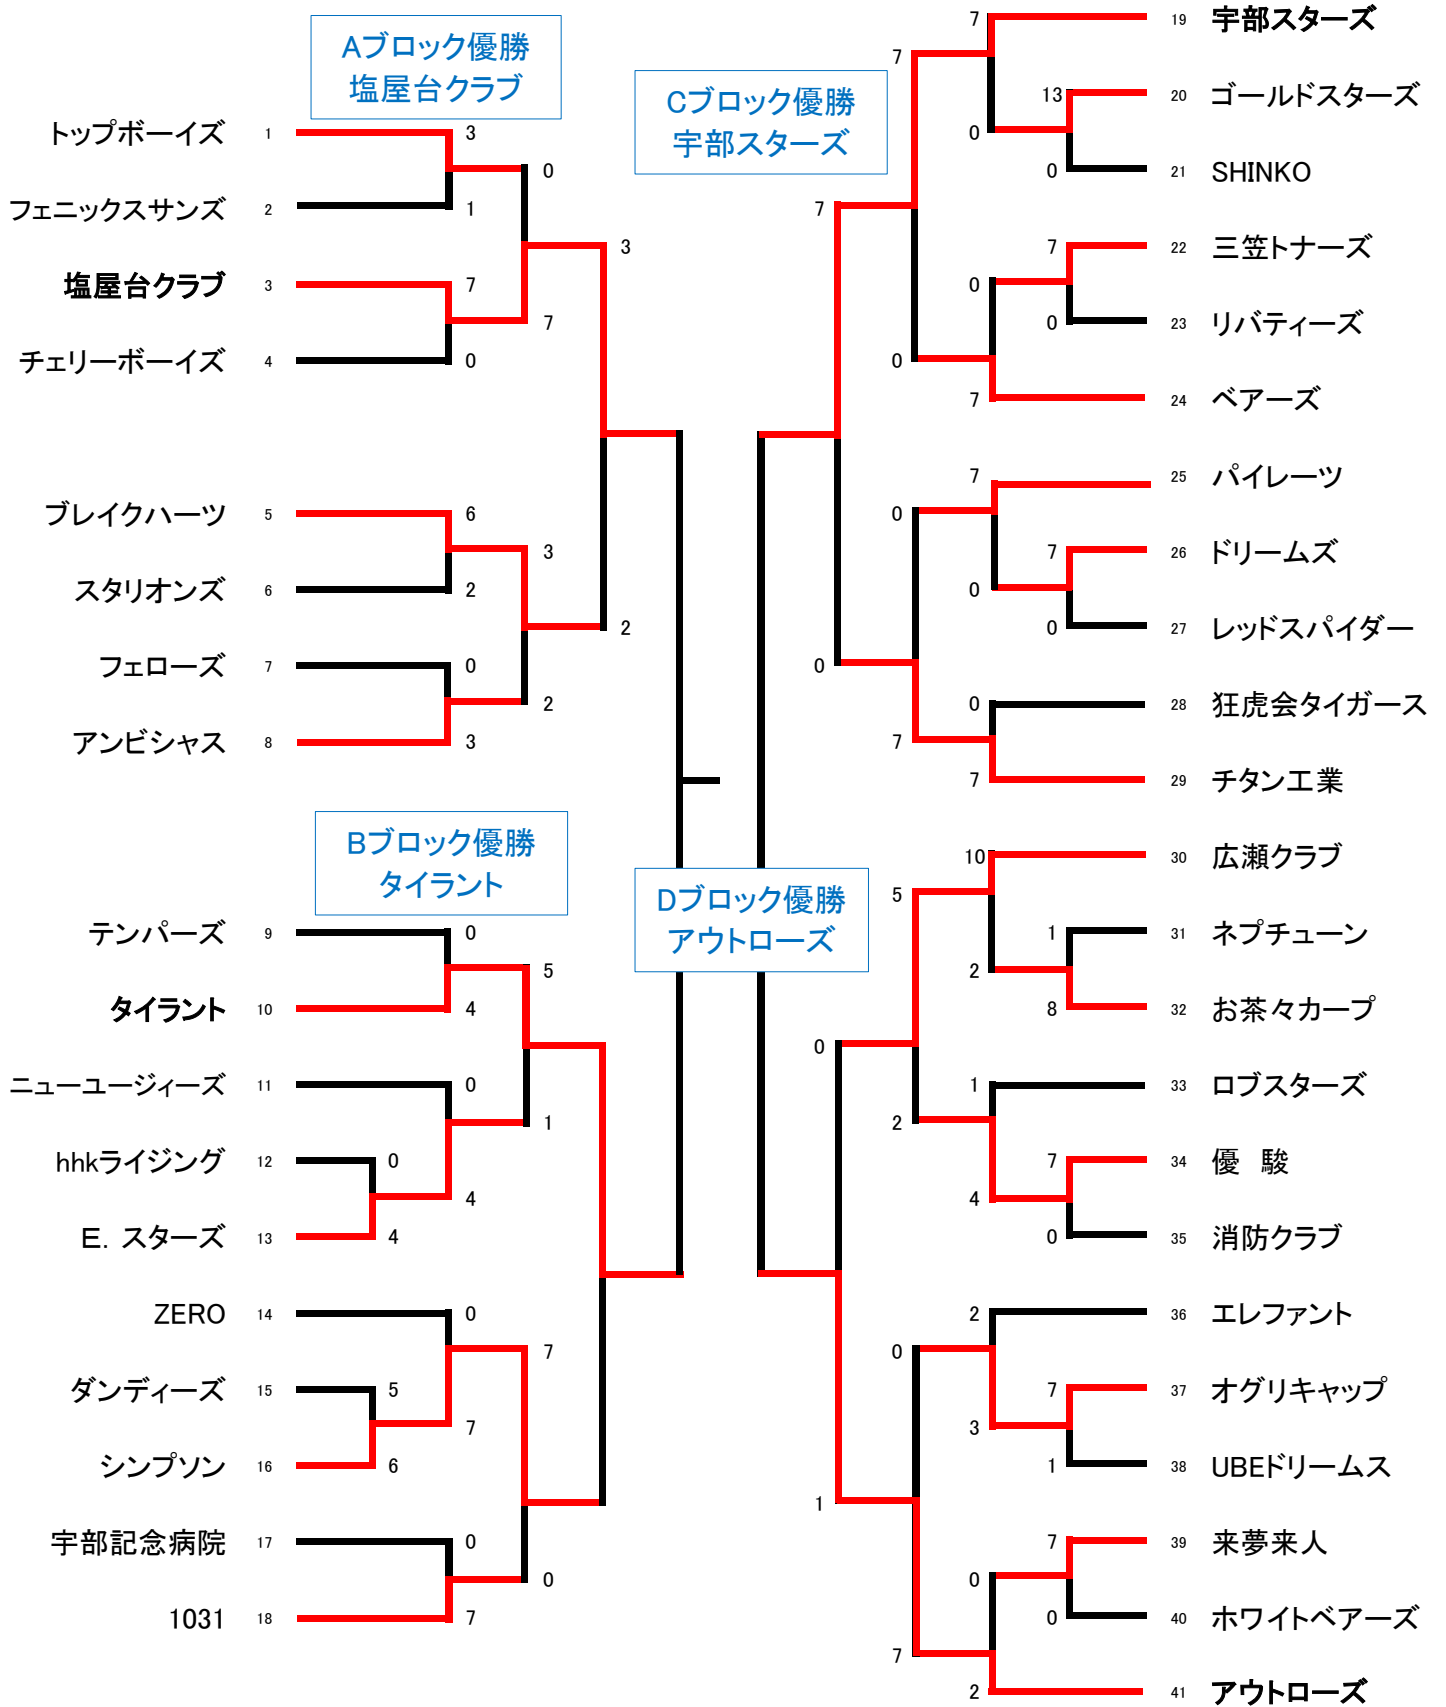 Aブロック優勝
塩屋台クラブ
トップボーイズ 1 3
0
フェニックスサンズ 2 1
3
塩屋台クラブ 3 7
7
チェリーボーイズ 4 0
ブレイクハーツ 5 6
3
スタリオンズ 6 2
2
フェローズ 7 0
2
アンビシャス 8 3
Bブロック優勝
タイラント
テンパーズ 9 0
5
タイラント 10 4
ニューユージィーズ 11 0
1
hhkライジング 12 0
4
E. スターズ 13 4
ZERO 14 0
7
ダンディーズ 15 5
7
シンプソン 16 6
宇部記念病院 17 0
0
1031 18 7
Cブロック優勝
宇部スターズ
7 19 宇部スターズ
7
13 20 ゴールドスターズ
0
0 21 SHINKO
7
7 22 三笠トナーズ
0
0 23 リバティーズ
0
7 24 ベアーズ
7 25 パイレーツ
0
7 26 ドリームズ
0
0 27 レッドスパイダー
0
0 28 狂虎会タイガース
7
7 29 チタン工業
Dブロック優勝
アウトローズ
10 30 広瀬クラブ
5
1 31 ネプチューン
2
8 32 お茶々カープ
0
1 33 ロブスターズ
2
7 34 優 駿
4
0 35 消防クラブ
2 36 エレファント
0
7 37 オグリキャップ
3
1 38 UBEドリームス
1
7 39 来夢来人
0
0 40 ホワイトベアーズ
7
2 41 アウトローズ